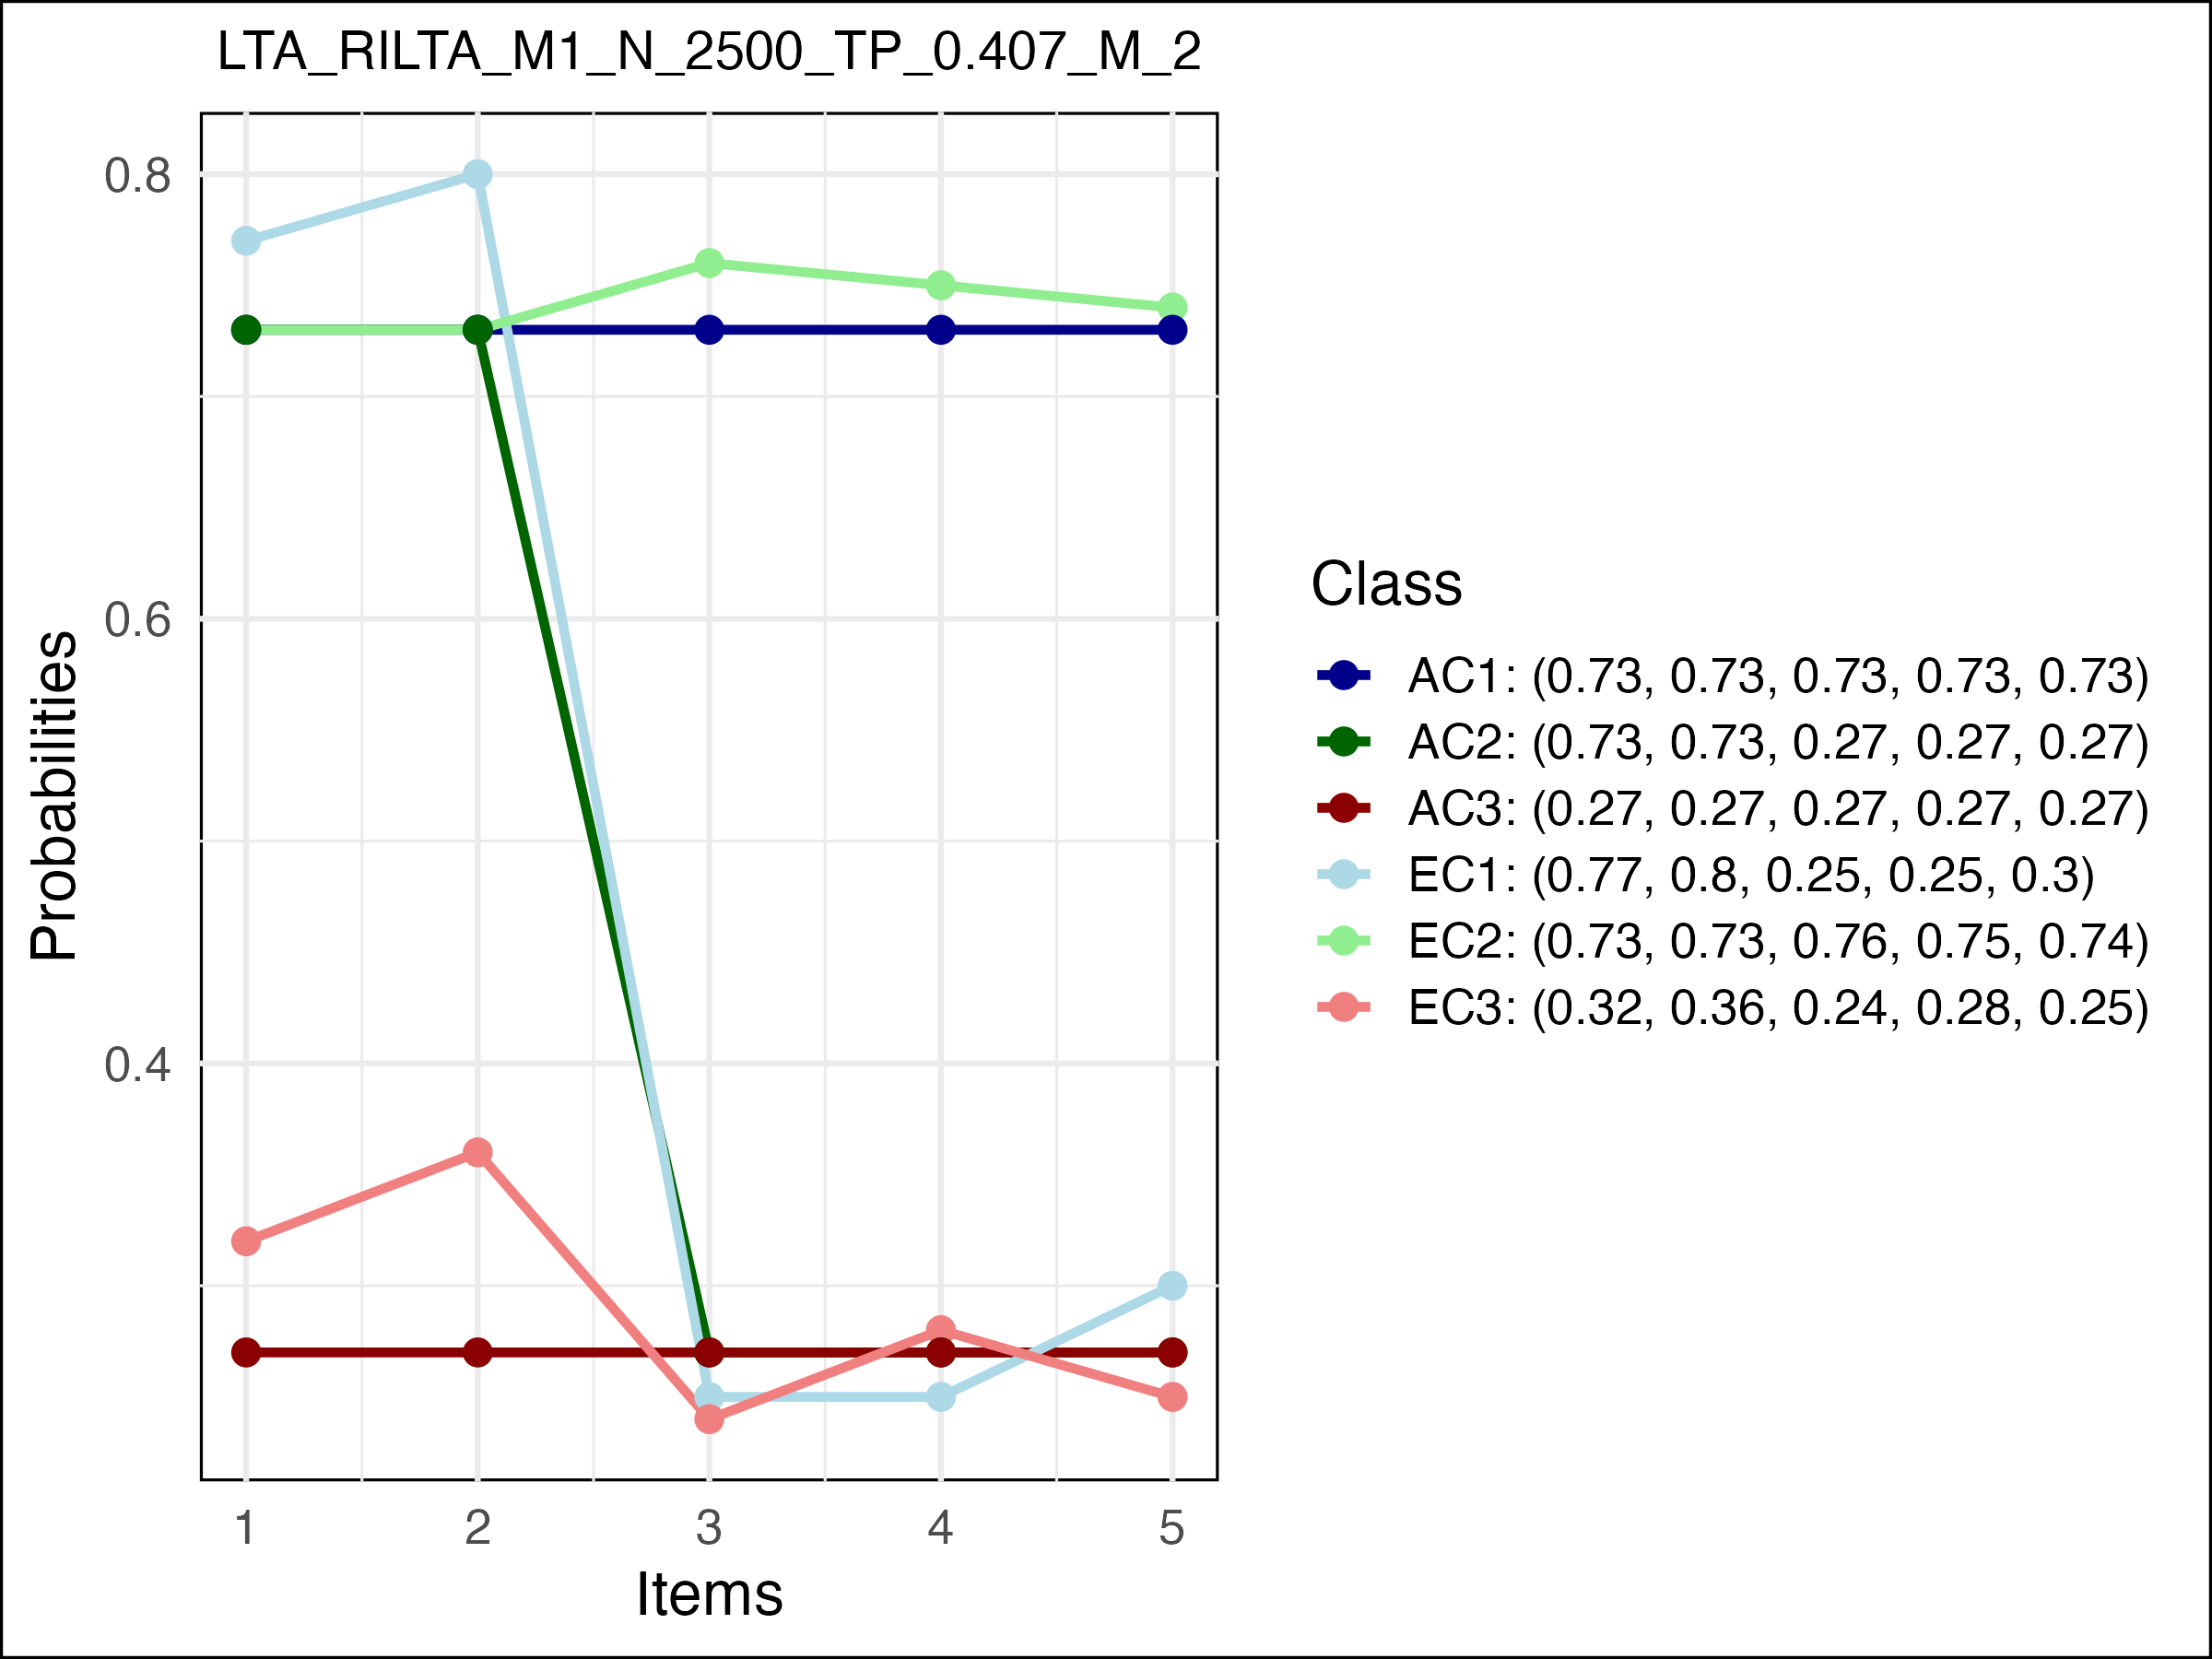 LTA_RILTA_M1_N_2500_TP_0.407_M_2
0.8
0.6
0.4
Probabilities
1 2 3 4 5
Items
Class
AC1: (0.73, 0.73, 0.73, 0.73, 0.73)
AC2: (0.73, 0.73, 0.27, 0.27, 0.27)
AC3: (0.27, 0.27, 0.27, 0.27, 0.27)
EC1: (0.77, 0.8, 0.25, 0.25, 0.3)
EC2: (0.73, 0.73, 0.76, 0.75, 0.74)
EC3: (0.32, 0.36, 0.24, 0.28, 0.25)